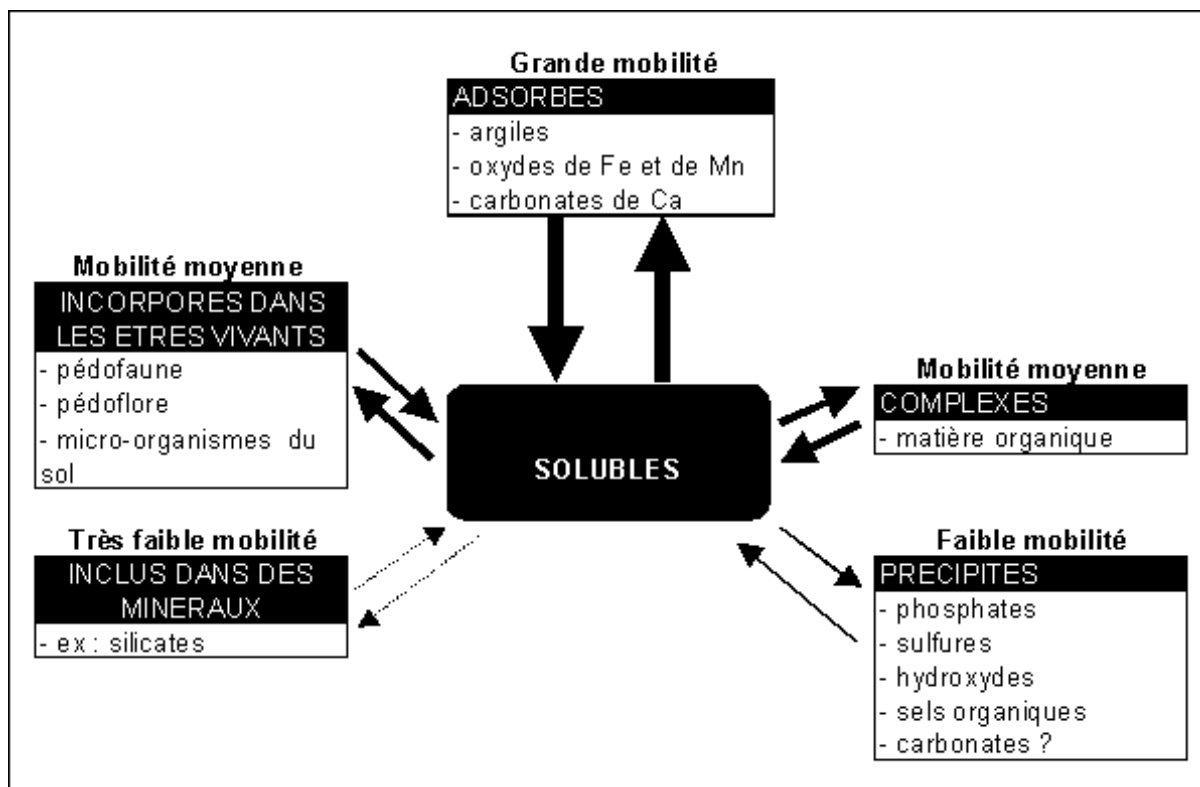 Grande mobilité
ADSORBES
- argiles
- oxydes de Fe et de Mn
- carbonates de Ca
Mobilité moyenne
INCORPORES DANS
LES ETRES VIVANTS
- pédofaune
- pédoflore
- micro-organismes du
sol
Mobilité moyenne
COMPLEXES
- matière organique
SOLUBLES
Très faible mobilité
INCLUS DANS DES
MINERAUX
- ex : silicates
Faible mobilité
PRECIPITES
- phosphates
- sulfures
- hydroxydes
- sels organiques
- carbonates ?